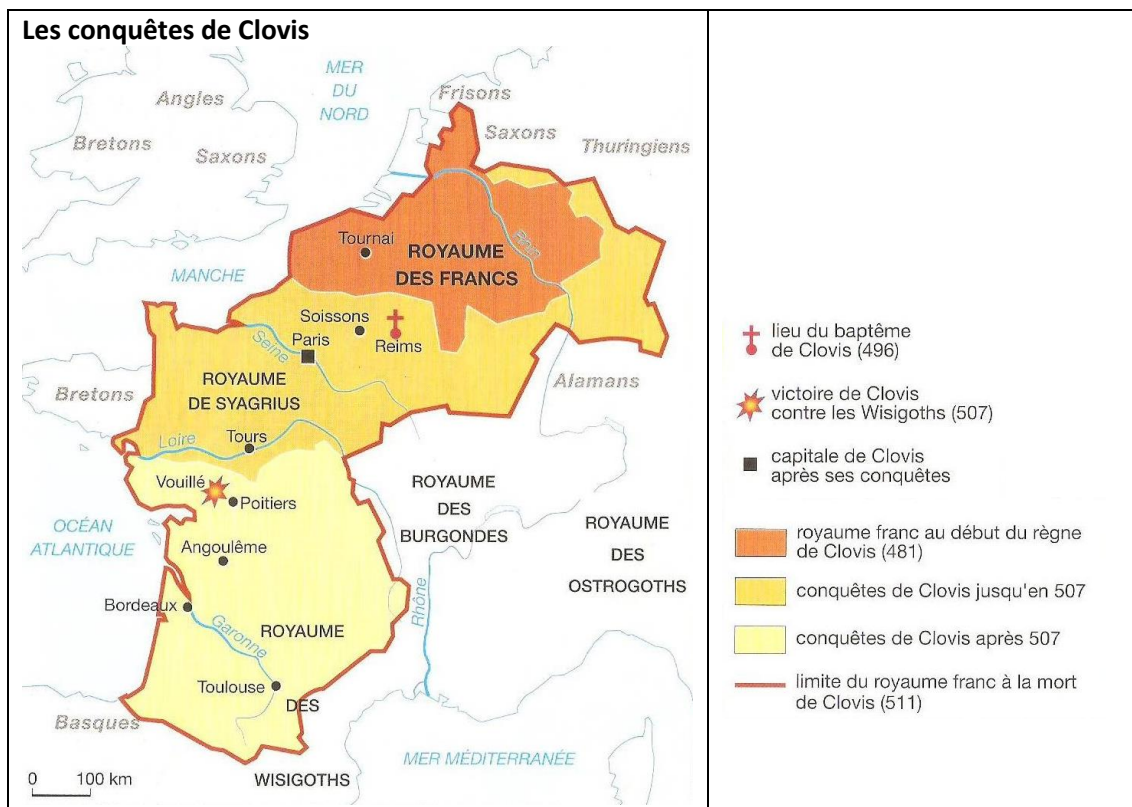 Les conquêtes de Clovis
MER
DU
NORD
Frisons
Angles
Saxons
Thuringiens
Bretons
Saxons
Tournai
ROYAUME
DES FRANCS
Rhin
MANCHE
Soissons
Paris
Reims
Seine
Bretons
ROYAUME
DE SYAGRIUS
Alamans
Loire
Tours
Vouillé
Poitiers
ROYAUME
DES
BURGONDES
ROYAUME
DES
OSTROGOTHS
OCÉAN
ATLANTIQUE
Angoulême
Bordeaux
Garonne
ROYAUME
Rhône
Toulouse
DES
Basques
WISIGOTHS
MER MÉDITERRANÉE
0 100 km
lieu du baptême
de Clovis (496)
victoire de Clovis
contre les Wisigoths (507)
capitale de Clovis
après ses conquêtes
royaume franc au début du règne
de Clovis (481)
conquêtes de Clovis jusqu'en 507
conquêtes de Clovis après 507
limite du royaume franc à la mort
de Clovis (511)